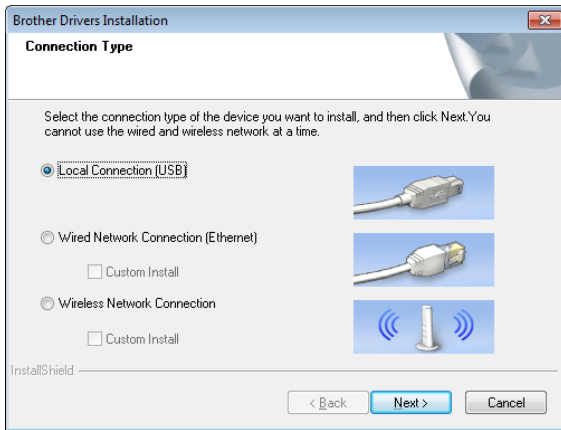 Brother Drivers Installation
Connection Type
Select the connection type of the device you want to install, and then click Next.You
cannot use the wired and wireless network at a time.
Local Connection (USB)
Wired Network Connection (Ethernet)
Custom Install
Wireless Network Connection
Custom Install
InstallShield
< Back Next > Cancel